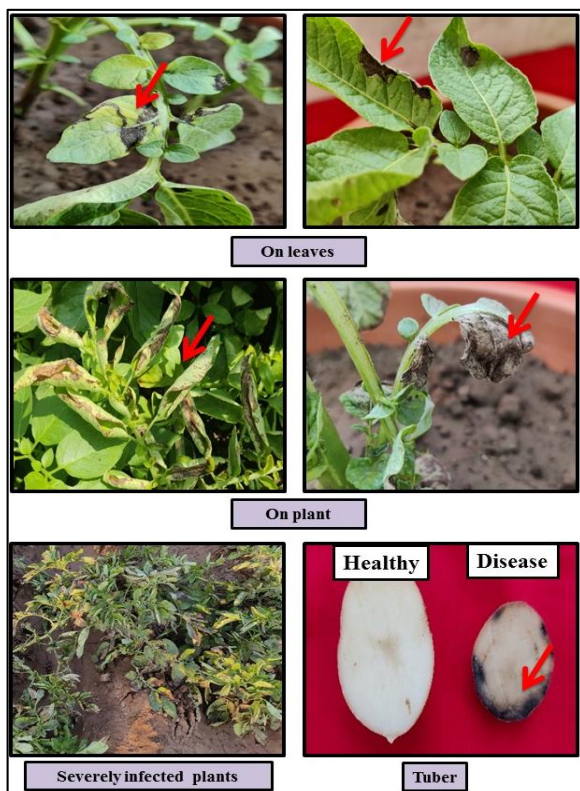 On leaves
On plant
Healthy
Disease
Severely infected plants
Tuber